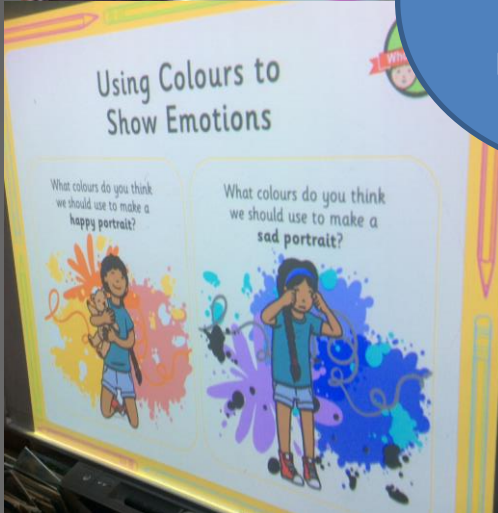 Using Colours to
Show Emotions
What colours do you think
we should use to make a
happy portrait?
What colours do you think
we should use to make a
sad portrait?